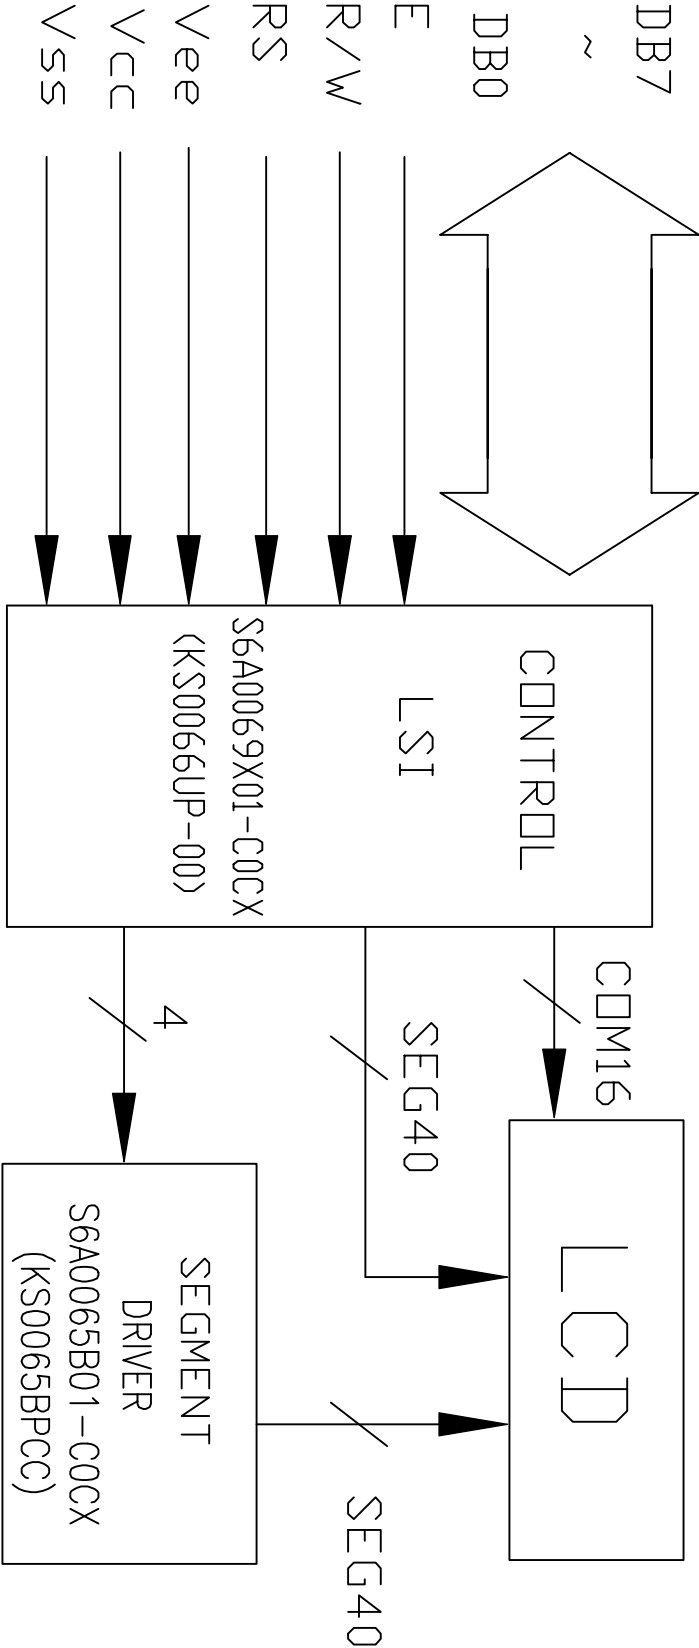 DB7
~
DB0
E
R/W
RS
Vee
Vcc
Vss
CONTROL
LSI
S6A0069X01-C0CX
(KS0066UP-00)
COM16
SEG40
4
LCD
SEGMENT
DRIVER
S6A0065B01-C0CX
(KS0065BPCC)
SEG40